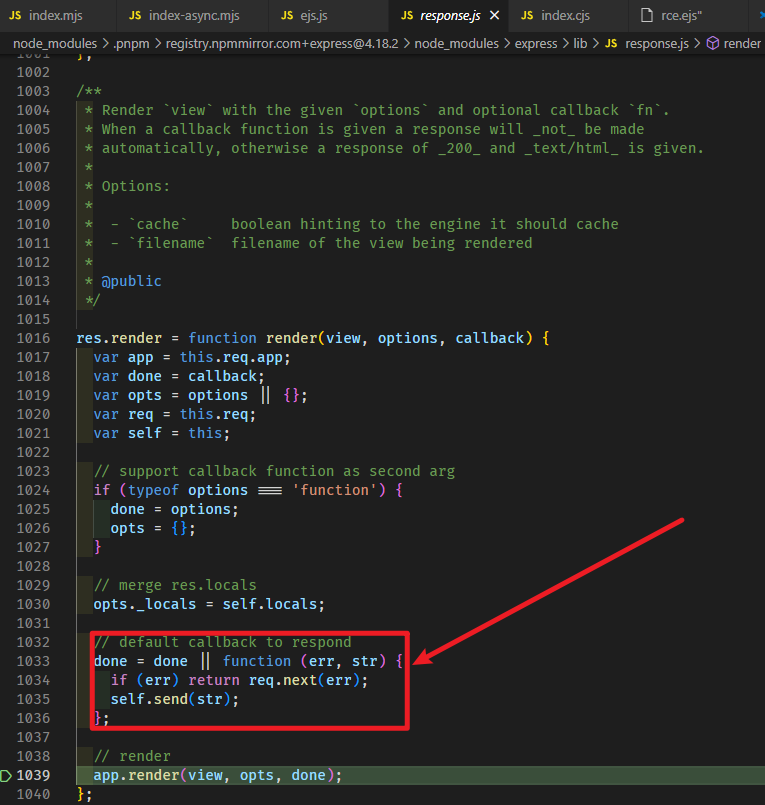 JS index.mjs JS index-async.mjs JS ejs.js JS response.js × JS index.cjs rce.ejs"
node_modules > .pnpm > registry.npmmirror.com+express@4.18.2 > node_modules > express > lib > JS response.js > render
1001 };
1002
1003 /**
1004 * Render `view` with the given `options` and optional callback `fn`.
1005 * When a callback function is given a response will _not_ be made
1006 * automatically, otherwise a response of _200_ and _text/html_ is given.
1007 *
1008 * Options:
1009 *
1010 * - `cache` boolean hinting to the engine it should cache
1011 * - `filename` filename of the view being rendered
1012 *
1013 * @public
1014 */
1015
1016 res.render = function render(view, options, callback) {
1017 var app = this.req.app;
1018 var done = callback;
1019 var opts = options || {};
1020 var req = this.req;
1021 var self = this;
1022
1023 // support callback function as second arg
1024 if (typeof options === 'function') {
1025 done = options;
1026 opts = {};
1027 }
1028
1029 // merge res.locals
1030 opts._locals = self.locals;
1031
1032 // default callback to respond
1033 done = done || function (err, str) {
1034 if (err) return req.next(err);
1035 self.send(str);
1036 };
1037
1038 // render
1039 app.render(view, opts, done);
1040 };